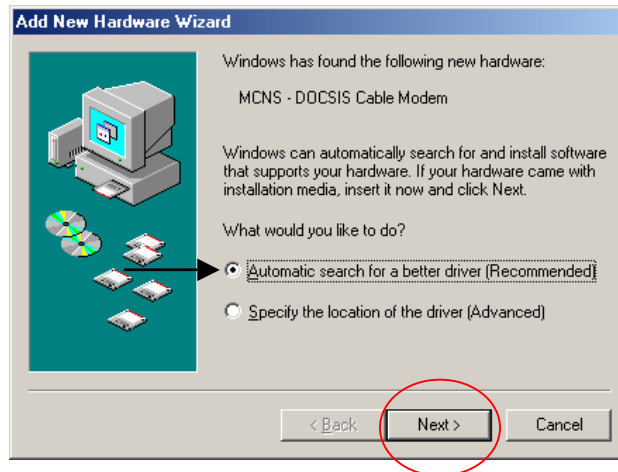 Add New Hardware Wizard
Windows has found the following new hardware:
MCNS - DOCSIS Cable Modem
Windows can automatically search for and install software
that supports your hardware. If your hardware came with
installation media, insert it now and click Next.
What would you like to do?
Automatic search for a better driver (Recommended)
Specify the location of the driver (Advanced)
< Back
Next >
Cancel